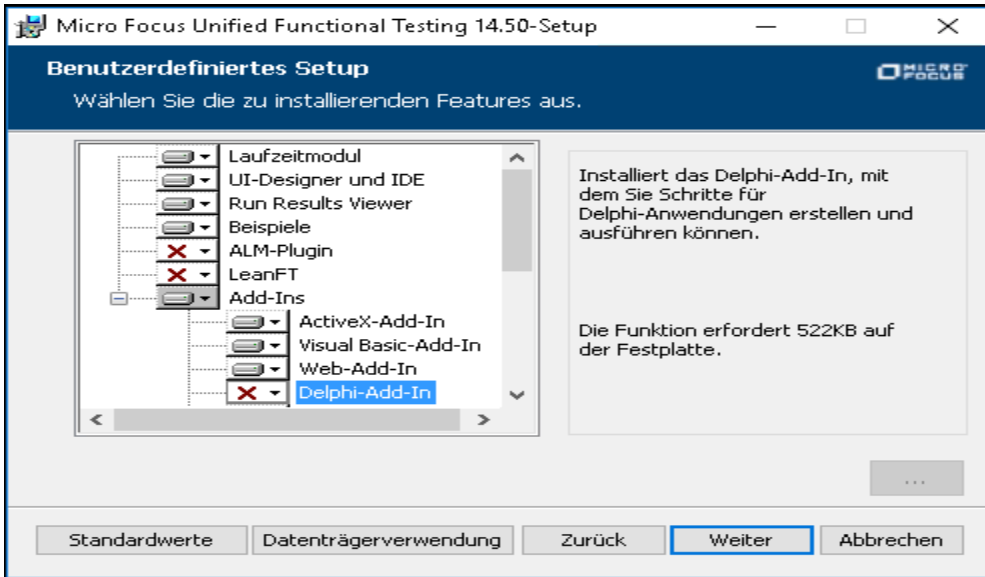 Micro Focus Unified Functional Testing 14.50-Setup
Benutzerdefiniertes Setup
MICRO
FOCUS
Wählen Sie die zu installierenden Features aus.
Laufzeitmodul
UI-Designer und IDE
Run Results Viewer
Beispiele
ALM-Plugin
LeanFT
Add-Ins
ActiveX-Add-In
Visual Basic-Add-In
Web-Add-In
Delphi-Add-In
Installiert das Delphi-Add-In, mit
dem Sie Schritte für
Delphi-Anwendungen erstellen und
ausführen können.
Die Funktion erfordert 522KB auf
der Festplatte.
...
Standardwerte
Datenträgerverwendung
Zurück
Weiter
Abbrechen